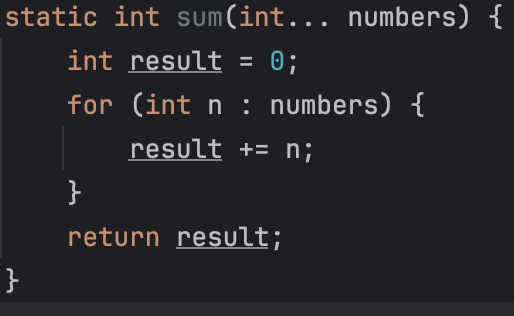 static int sum(int... numbers) {
    int result = 0;
    for (int n : numbers) {
        result += n;
    }
    return result;
}